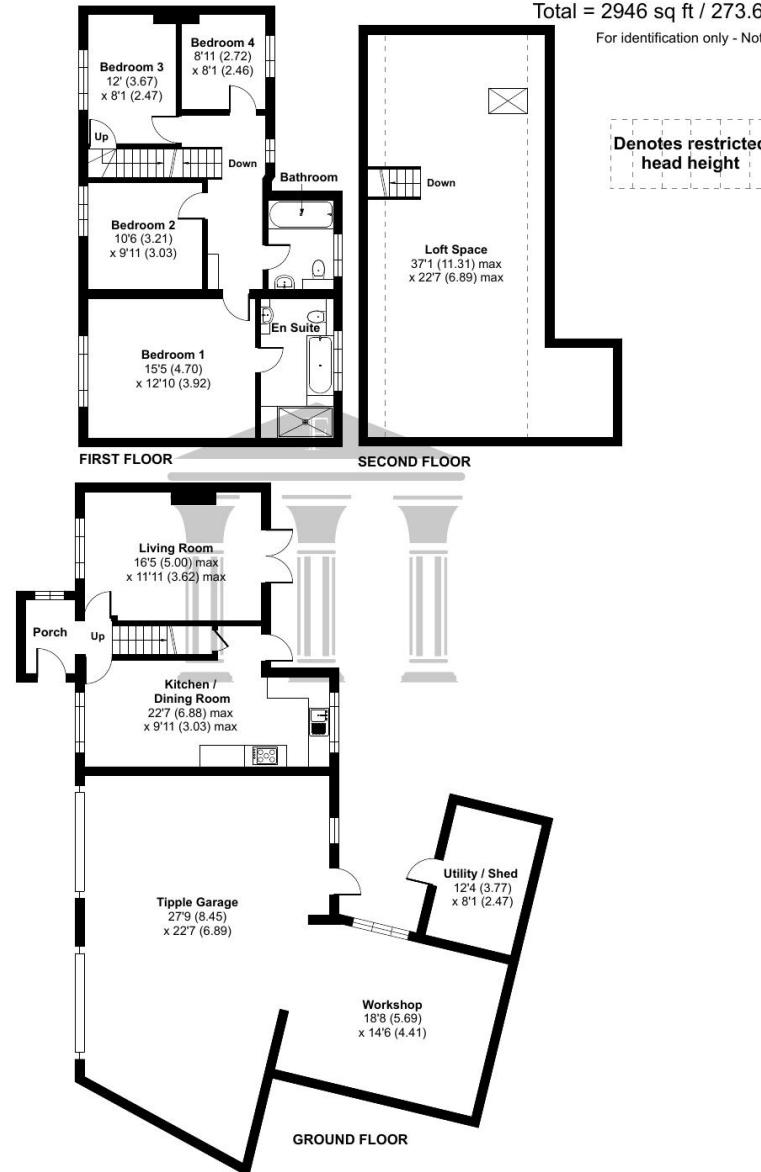 Total = 2946 sq ft / 273.6
For identification only - Not
Denotes restricted
head height
Bedroom 3
12' (3.67)
x 8'1 (2.47)
Bedroom 4
8'11 (2.72)
x 8'1 (2.46)
Up
Down
Bathroom
Bedroom 2
10'6 (3.21)
x 9'11 (3.03)
En Suite
Bedroom 1
15'5 (4.70)
x 12'10 (3.92)
FIRST FLOOR
Down
Loft Space
37'1 (11.31) max
x 22'7 (6.89) max
SECOND FLOOR
Living Room
16'5 (5.00) max
x 11'11 (3.62) max
Porch
Up
Kitchen /
Dining Room
22'7 (6.88) max
x 9'11 (3.03) max
Tipple Garage
27'9 (8.45)
x 22'7 (6.89)
Utility / Shed
12'4 (3.77)
x 8'1 (2.47)
Workshop
18'8 (5.69)
x 14'6 (4.41)
GROUND FLOOR